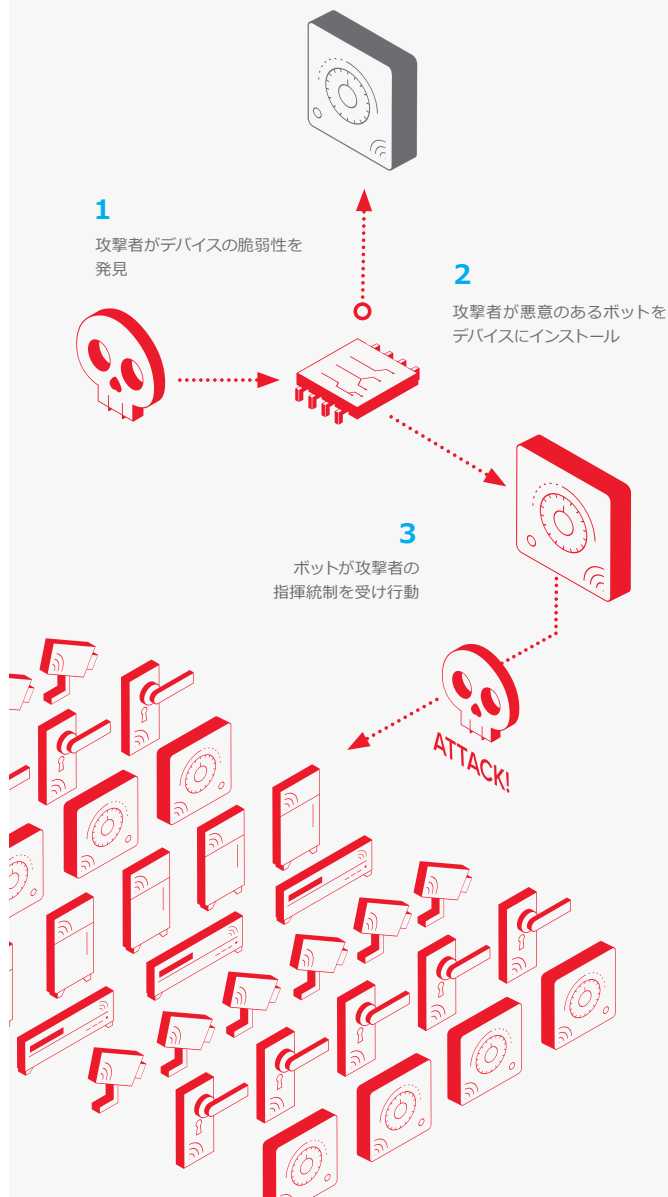 1
攻撃者がデバイスの脆弱性を
発見
2
攻撃者が悪意のあるボットを
デバイスにインストール
3
ボットが攻撃者の
指揮統制を受け行動
ATTACK!